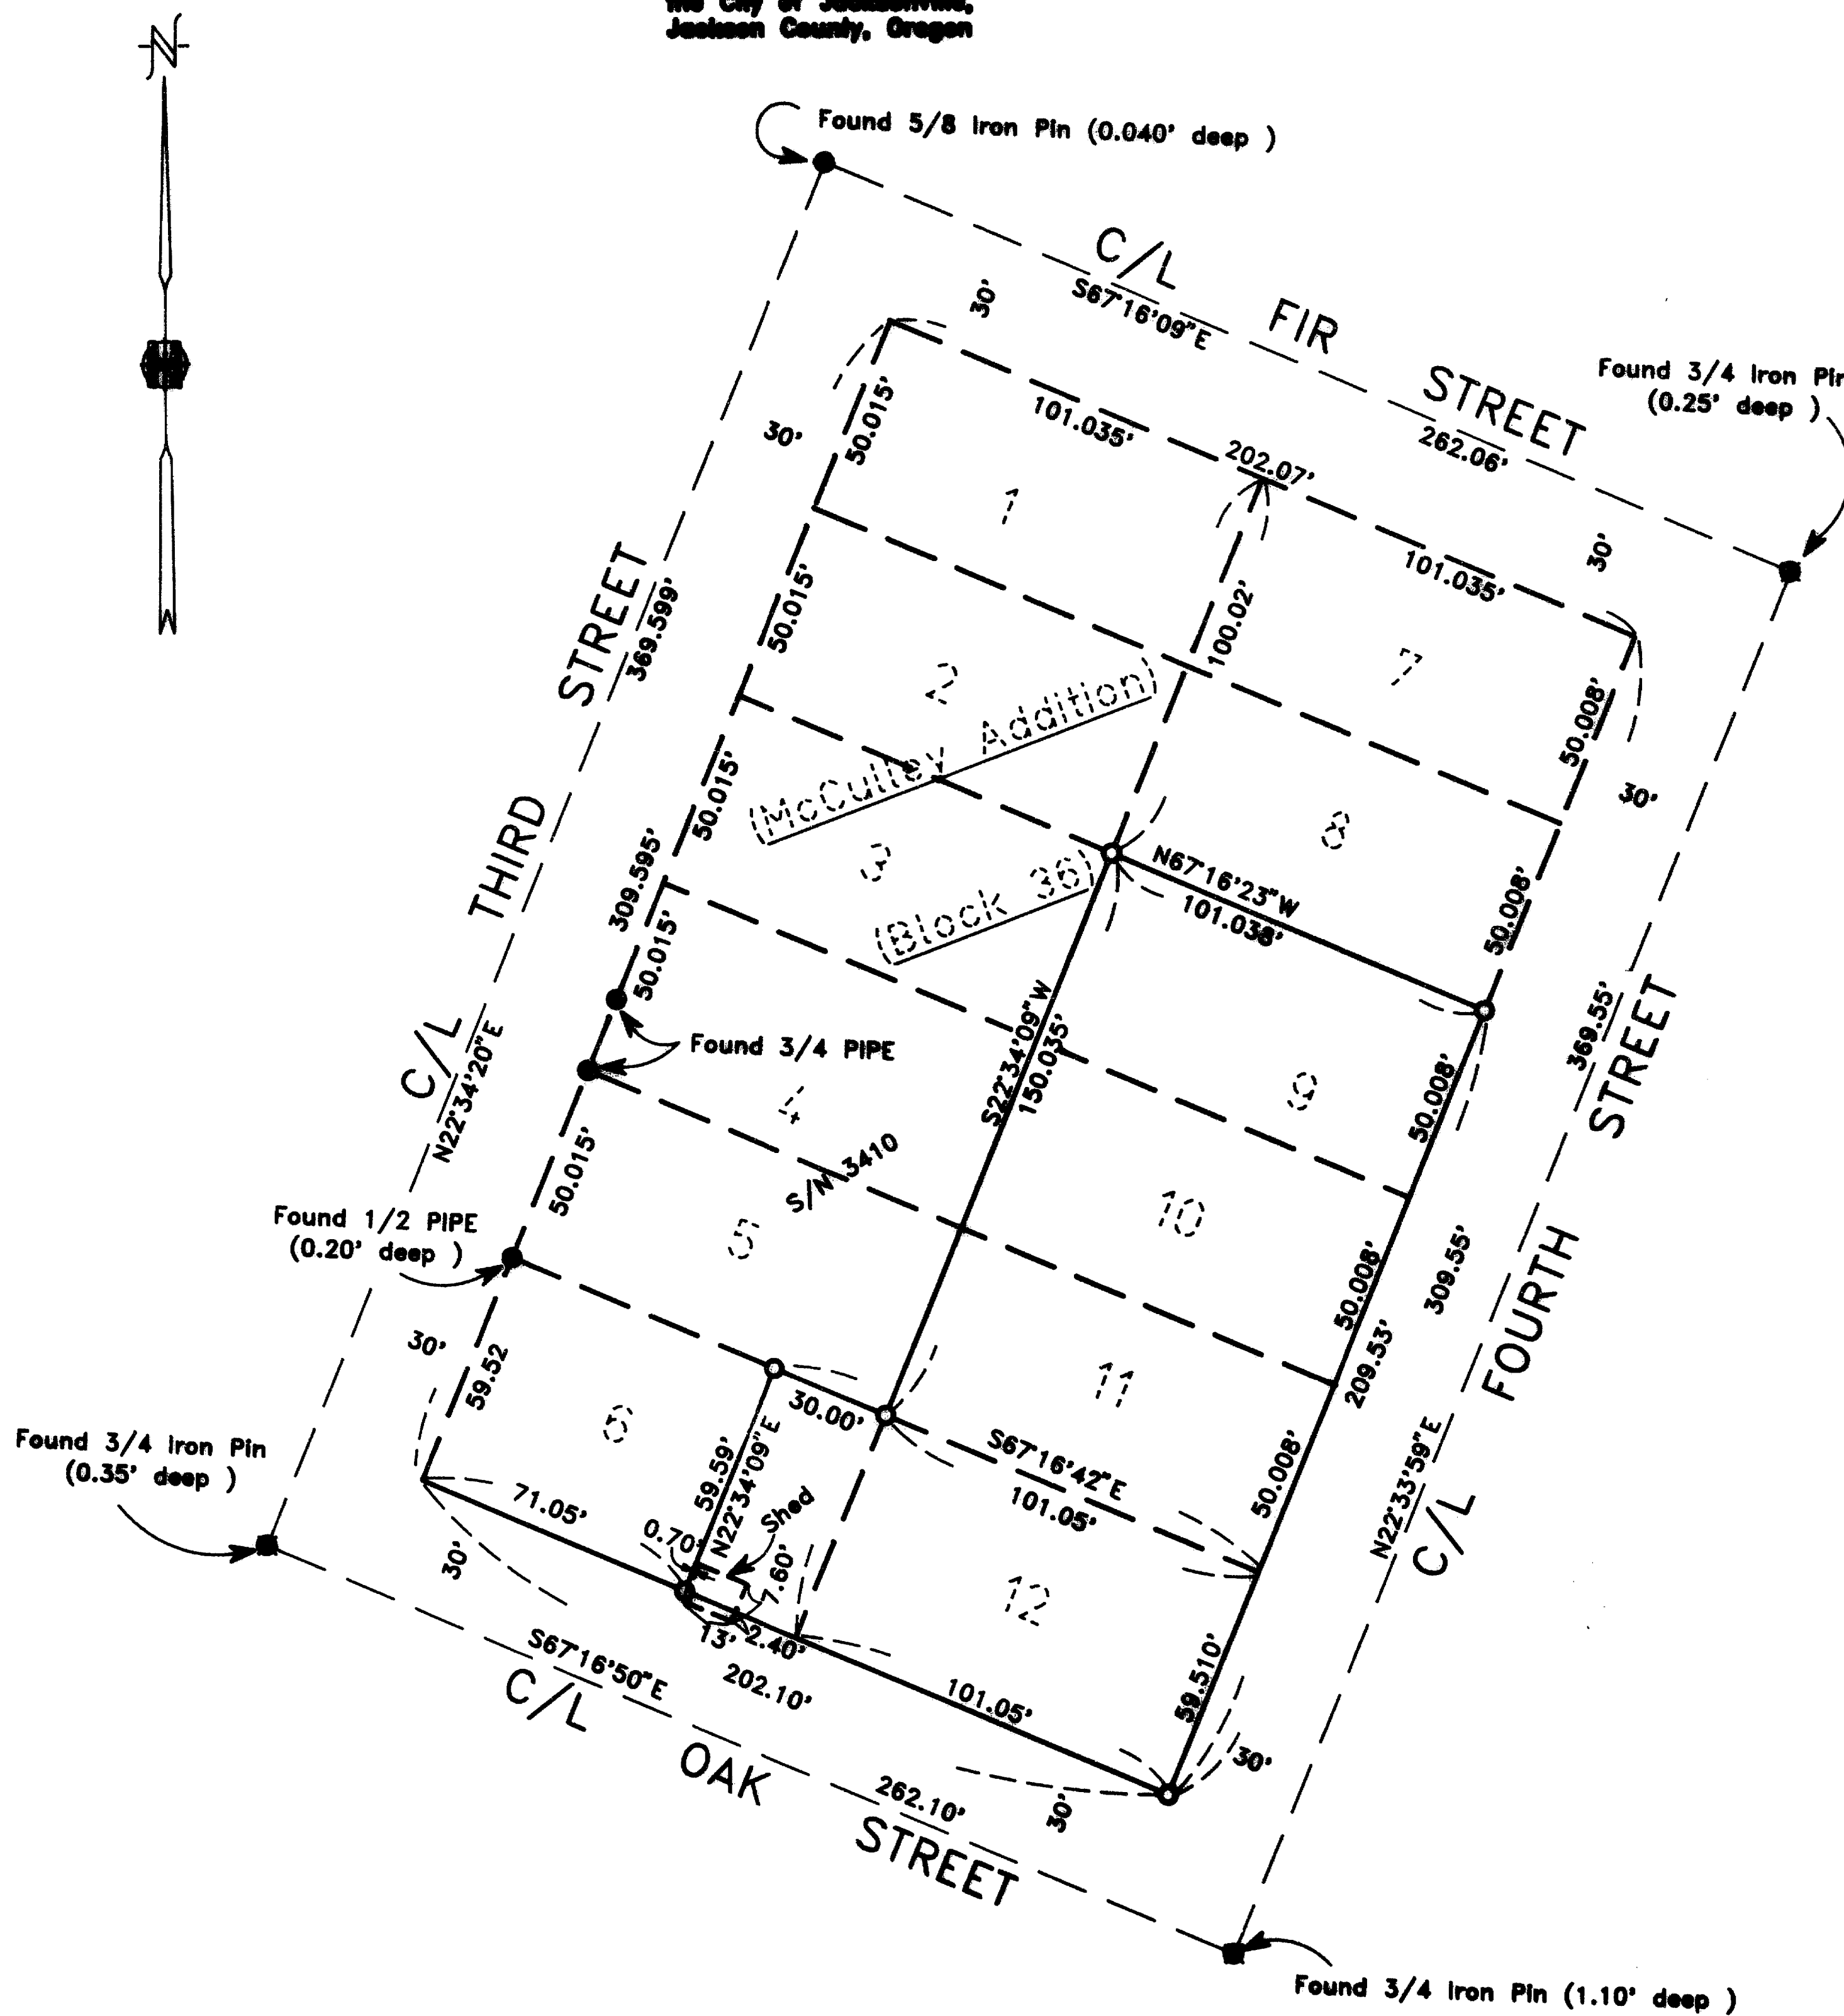 the City of Jacksonville,
Jackson County, Oregon
N
Found 5/8 Iron Pin (0.040' deep )
C/L FIR STREET
S67°16'09"E
262.06'
Found 3/4 Iron Pin
(0.25' deep )
30'
30'
30'
30'
50.015'
101.035'
202.07'
101.035'
1
7
100.02'
50.008'
50.015'
2
8
(McCulley Addition)
C/L THIRD STREET
369.599'
N22°34'20"E
50.015'
309.595'
3
(Block 36)
N67°16'23"W
101.038'
50.008'
50.015'
Found 3/4 PIPE
4
S22°34'09"W
150.035'
9
50.008'
369.55'
C/L FOURTH STREET
N22°33'59"E
S/N 3410
50.015'
5
10
50.008'
309.55'
209.53'
Found 1/2 PIPE
(0.20' deep )
30'
59.52
6
30.00'
11
S67°16'42"E
101.05'
50.008'
Found 3/4 Iron Pin
(0.35' deep )
71.05'
59.59'
N22°34'09"E
Shed
0.70'
7.60'
30'
13'
2.40'
12
59.510'
S67°16'50"E
202.10'
101.05'
30'
C/L OAK STREET
262.10'
30'
Found 3/4 Iron Pin (1.10' deep )